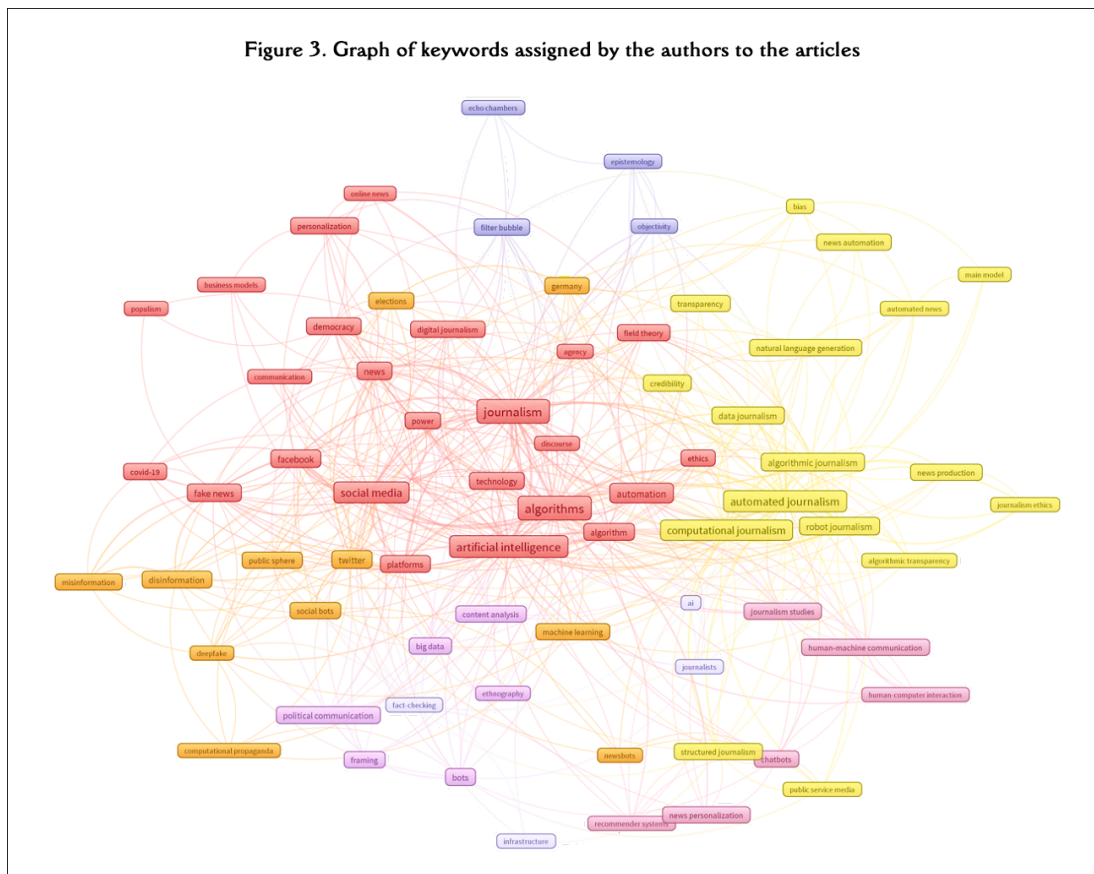 Figure 3. Graph of keywords assigned by the authors to the articles
echo chambers
epistemology
online news
bias
personalization
filter bubble
objectivity
news automation
main model
business models
germany
elections
transparency
populism
automated news
democracy
digital journalism
field theory
natural language generation
agency
news
communication
credibility
journalism
power
data journalism
discourse
facebook
ethics
algorithmic journalism
covid-19
news production
technology
fake news
social media
automation
automated journalism
journalism ethics
algorithms
robot journalism
algorithm
computational journalism
artificial intelligence
public sphere
twitter
platforms
algorithmic transparency
misinformation
disinformation
ai
social bots
content analysis
journalism studies
machine learning
big data
human-machine communication
deepfake
journalists
ethnography
human-computer interaction
fact-checking
political communication
computational propaganda
structured journalism
newsbots
framing
chatbots
bots
public service media
news personalization
recommender systems
infrastructure